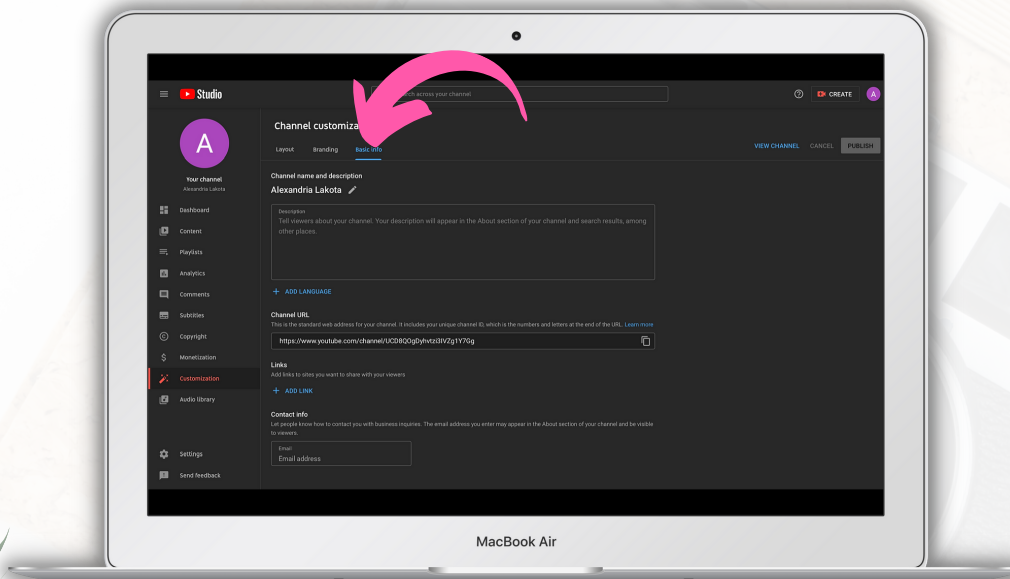 Studio
ch across your channel
CREATE
A
A
Your channel
Alexandria Lakota
Dashboard
Content
Playlists
Analytics
Comments
Subtitles
Copyright
Monetization
Customization
Audio library
Settings
Send feedback
Channel customiza
Layout Branding Basic info
VIEW CHANNEL CANCEL PUBLISH
Channel name and description
Alexandria Lakota
Description
Tell viewers about your channel. Your description will appear in the About section of your channel and search results, among
other places.
+ ADD LANGUAGE
Channel URL
This is the standard web address for your channel. It includes your unique channel ID, which is the numbers and letters at the end of the URL. Learn more
https://www.youtube.com/channel/UCD8QOgDyhvtzi3IVZg1Y7Gg
Links
Add links to sites you want to share with your viewers
+ ADD LINK
Contact info
Let people know how to contact you with business inquiries. The email address you enter may appear in the About section of your channel and be visible
to viewers.
Email
Email address
MacBook Air